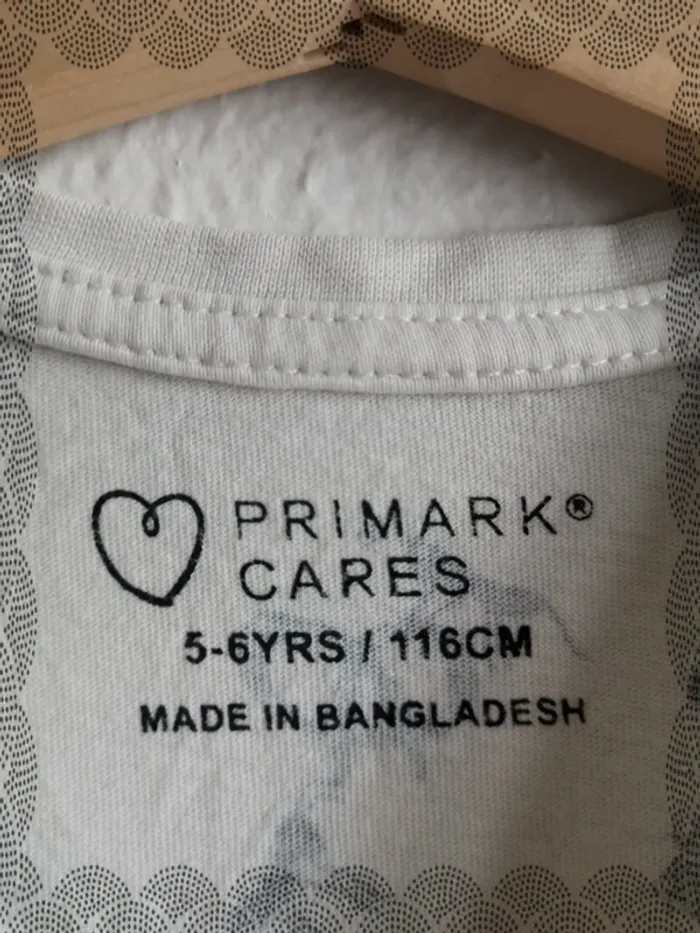 PRIMARK®
CARES
5-6YRS / 116CM
MADE IN BANGLADESH